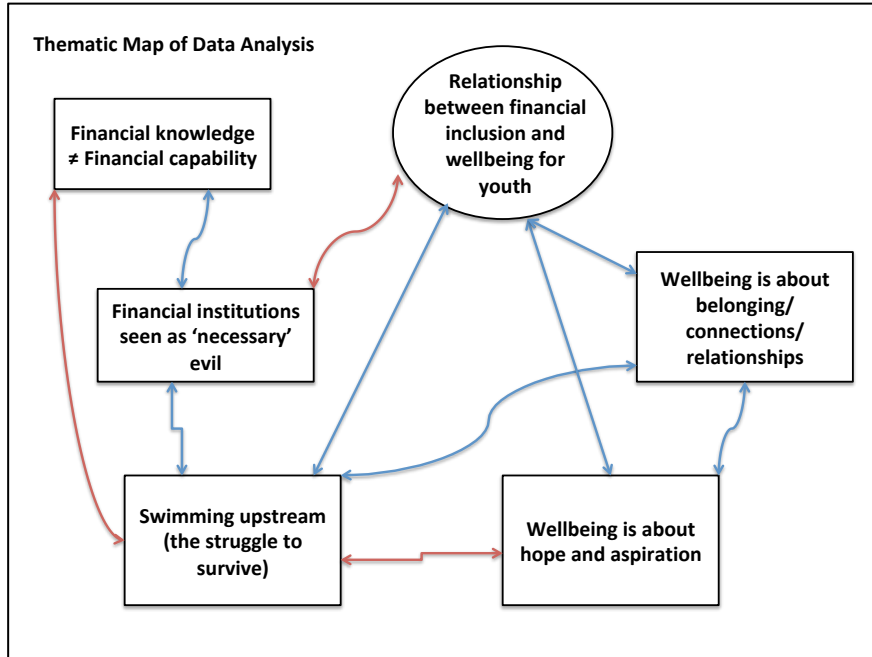 Thematic Map of Data Analysis
Relationship
between financial
inclusion and
wellbeing for
youth
Financial knowledge
≠ Financial capability
Financial institutions
seen as ‘necessary’
evil
Wellbeing is about
belonging/
connections/
relationships
Swimming upstream
(the struggle to
survive)
Wellbeing is about
hope and aspiration